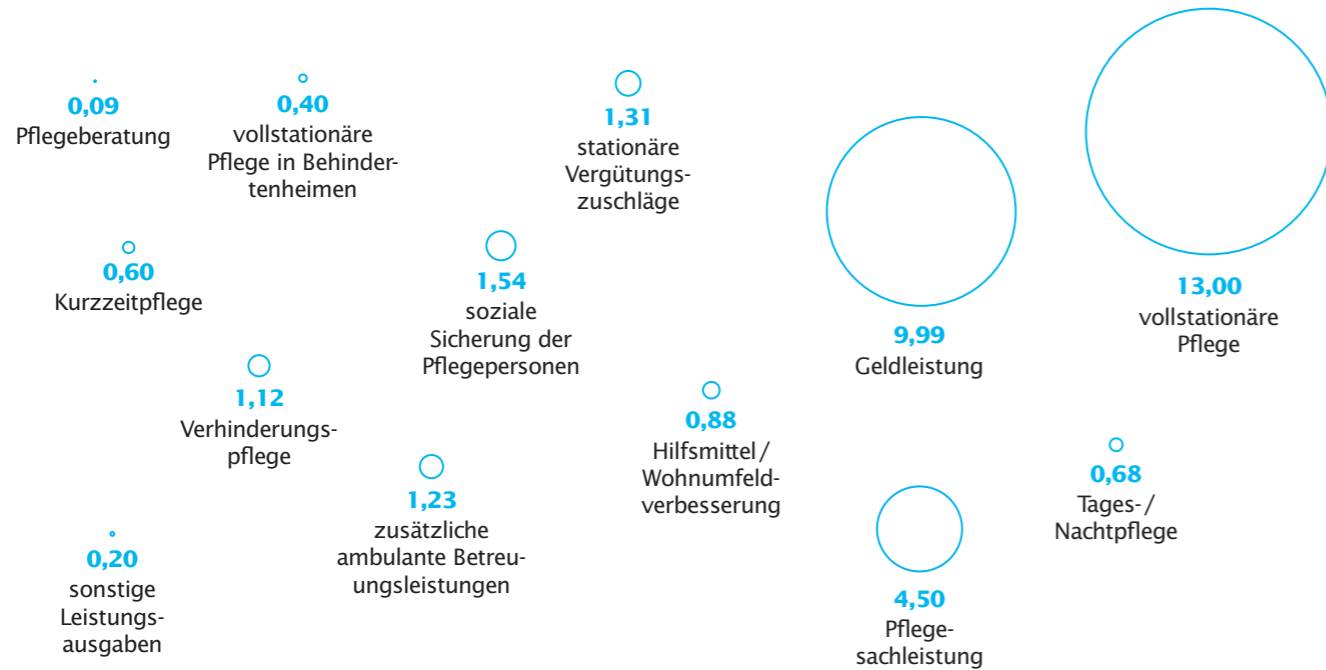 0,09
Pflegeberatung
0,40
vollstationäre
Pflege in Behinder-
tenheimen
1,31
stationäre
Vergütungs-
zuschläge
13,00
vollstationäre
Pflege
0,60
Kurzzeitpflege
1,54
soziale
Sicherung der
Pflegepersonen
9,99
Geldleistung
1,12
Verhinderungs-
pflege
0,88
Hilfsmittel /
Wohnumfeld-
verbesserung
0,68
Tages- /
Nachtpflege
1,23
zusätzliche
ambulante Betreu-
ungsleistungen
0,20
sonstige
Leistungs-
ausgaben
4,50
Pflege-
sachleistung